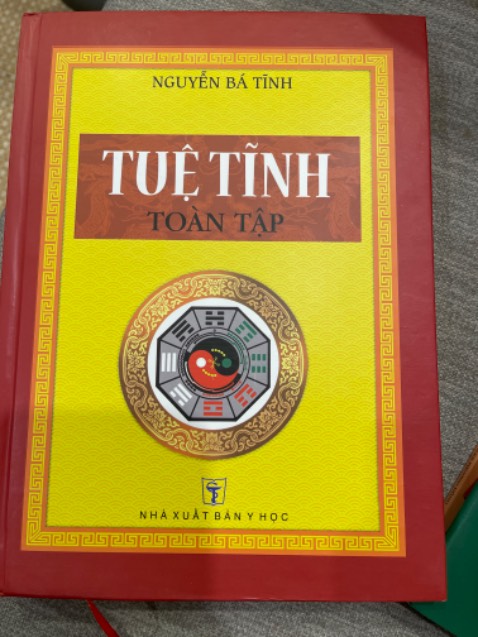 NGUYỄN BÁ TĨNH
TUỆ TĨNH
TOÀN TẬP
NHÀ XUẤT BẢN Y HỌC